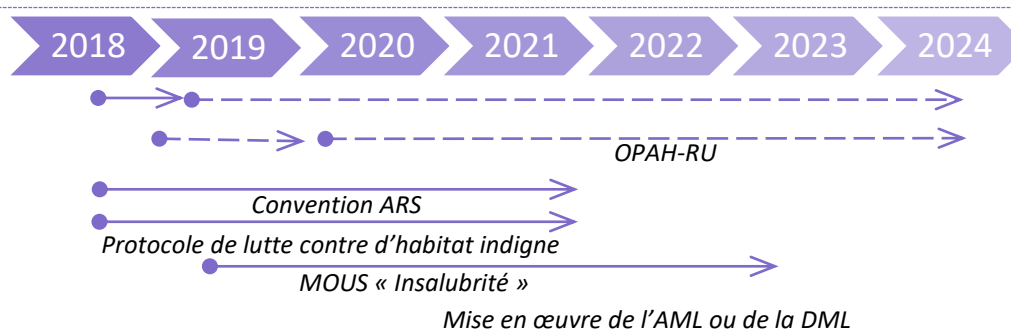 2018 2019 2020 2021 2022 2023 2024
OPAH-RU
Convention ARS
Protocole de lutte contre d’habitat indigne
MOUS « Insalubrité »
Mise en œuvre de l’AML ou de la DML